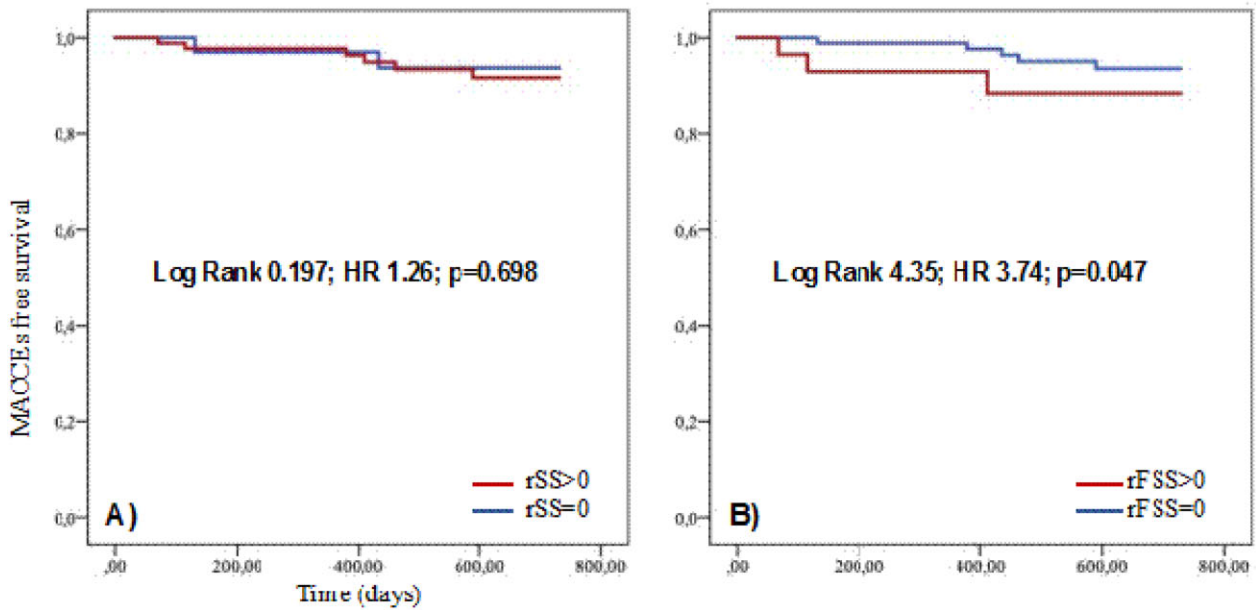 MACCEs free survival
1,0
0,8
0,6
0,4
0,2
0,0
Log Rank 0.197; HR 1.26; p=0.698
rSS>0
rSS=0
A)
,00
200,00
400,00
600,00
800,00
Time (days)
1,0
0,8
0,6
0,4
0,2
0,0
Log Rank 4.35; HR 3.74; p=0.047
rFSS>0
rFSS=0
B)
,00
200,00
400,00
600,00
800,00